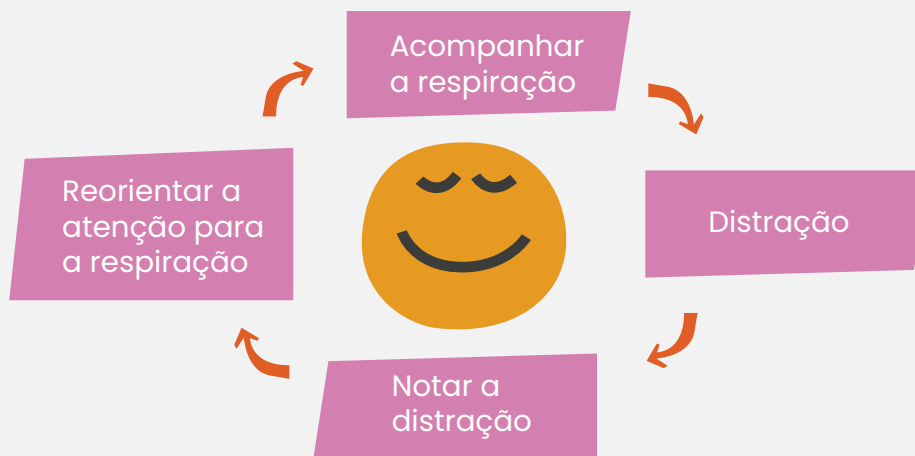 Acompanhar
a respiração
Distração
Notar a
distração
Reorientar a
atenção para
a respiração